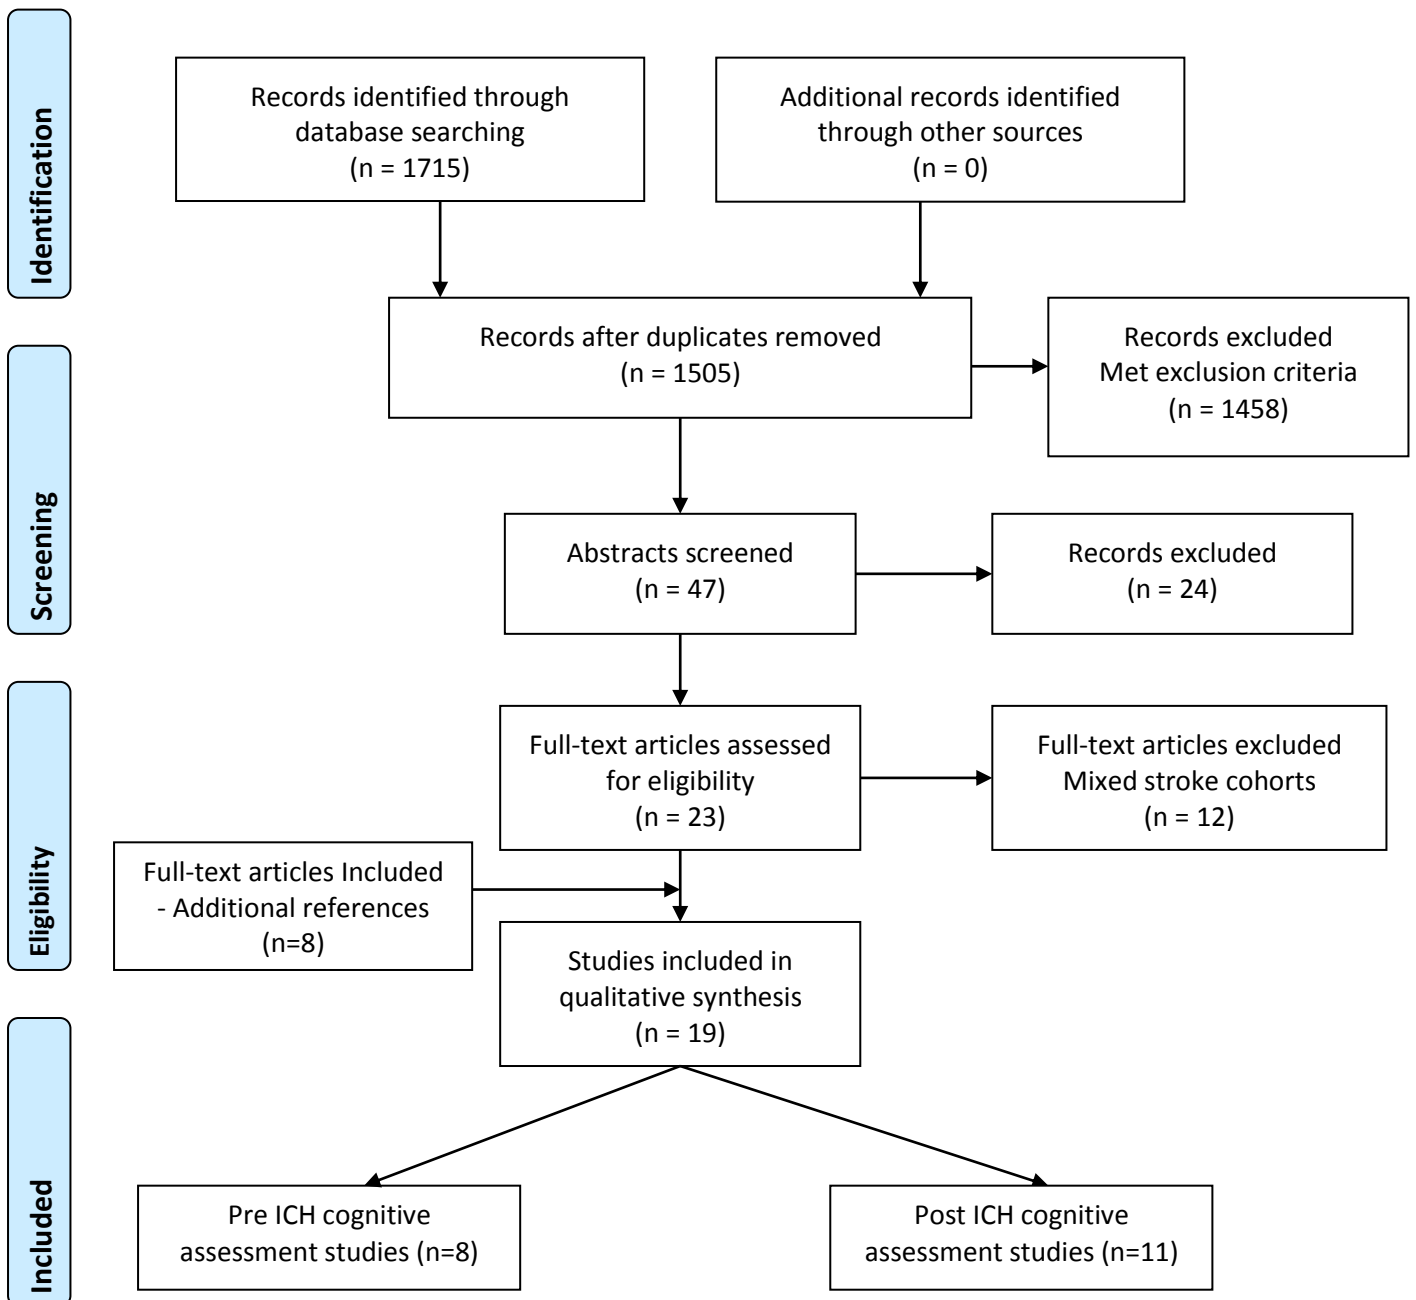 Identification
Records identified through
database searching
(n = 1715)
Additional records identified
through other sources
(n = 0)
Records after duplicates removed
(n = 1505)
Records excluded
Met exclusion criteria
(n = 1458)
Screening
Abstracts screened
(n = 47)
Records excluded
(n = 24)
Eligibility
Full-text articles assessed
for eligibility
(n = 23)
Full-text articles excluded
Mixed stroke cohorts
(n = 12)
Full-text articles Included
- Additional references
(n=8)
Studies included in
qualitative synthesis
(n = 19)
Included
Pre ICH cognitive
assessment studies (n=8)
Post ICH cognitive
assessment studies (n=11)